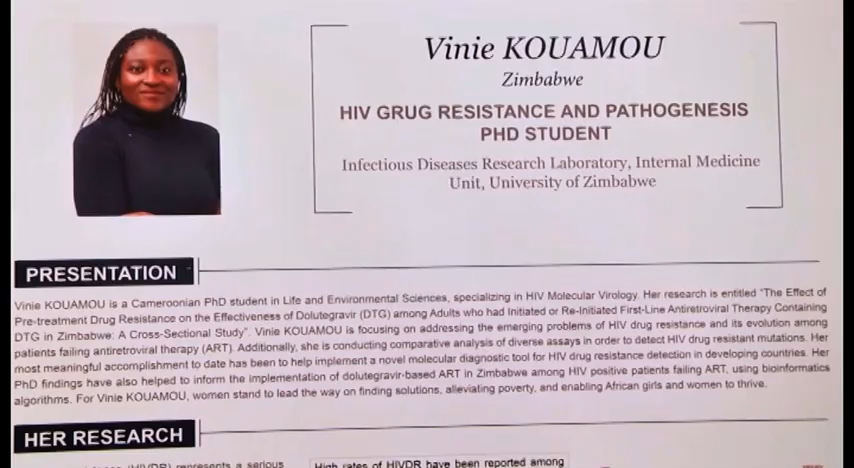 Vinie KOUAMOU
Zimbabwe
HIV GRUG RESISTANCE AND PATHOGENESIS
PHD STUDENT
Infectious Diseases Research Laboratory, Internal Medicine
Unit, University of Zimbabwe
PRESENTATION
Vinie KOUAMOU is a Cameroonian PhD student in Life and Environmental Sciences, specializing in HIV Molecular Virology. Her research is entitled "The Effect of
Pre-treatment Drug Resistance on the Effectiveness of Dolutegravir (DTG) among Adults who had Initiated or Re-Initiated First-Line Antiretroviral Therapy Containing
DTG in Zimbabwe: A Cross-Sectional Study". Vinie KOUAMOU is focusing on addressing the emerging problems of HIV drug resistance and its evolution among
patients failing antiretroviral therapy (ART). Additionally, she is conducting comparative analysis of diverse assays in order to detect HIV drug resistant mutations. Her
most meaningful accomplishment to date has been to help implement a novel molecular diagnostic tool for HIV drug resistance detection in developing countries. Her
PhD findings have also helped to inform the implementation of dolutegravir-based ART in Zimbabwe among HIV positive patients failing ART, using bioinformatics
algorithms. For Vinie KOUAMOU, women stand to lead the way on finding solutions, alleviating poverty, and enabling African girls and women to thrive.
HER RESEARCH
(HIVDR) represents a serious
High rates of HIVDR have been reported among